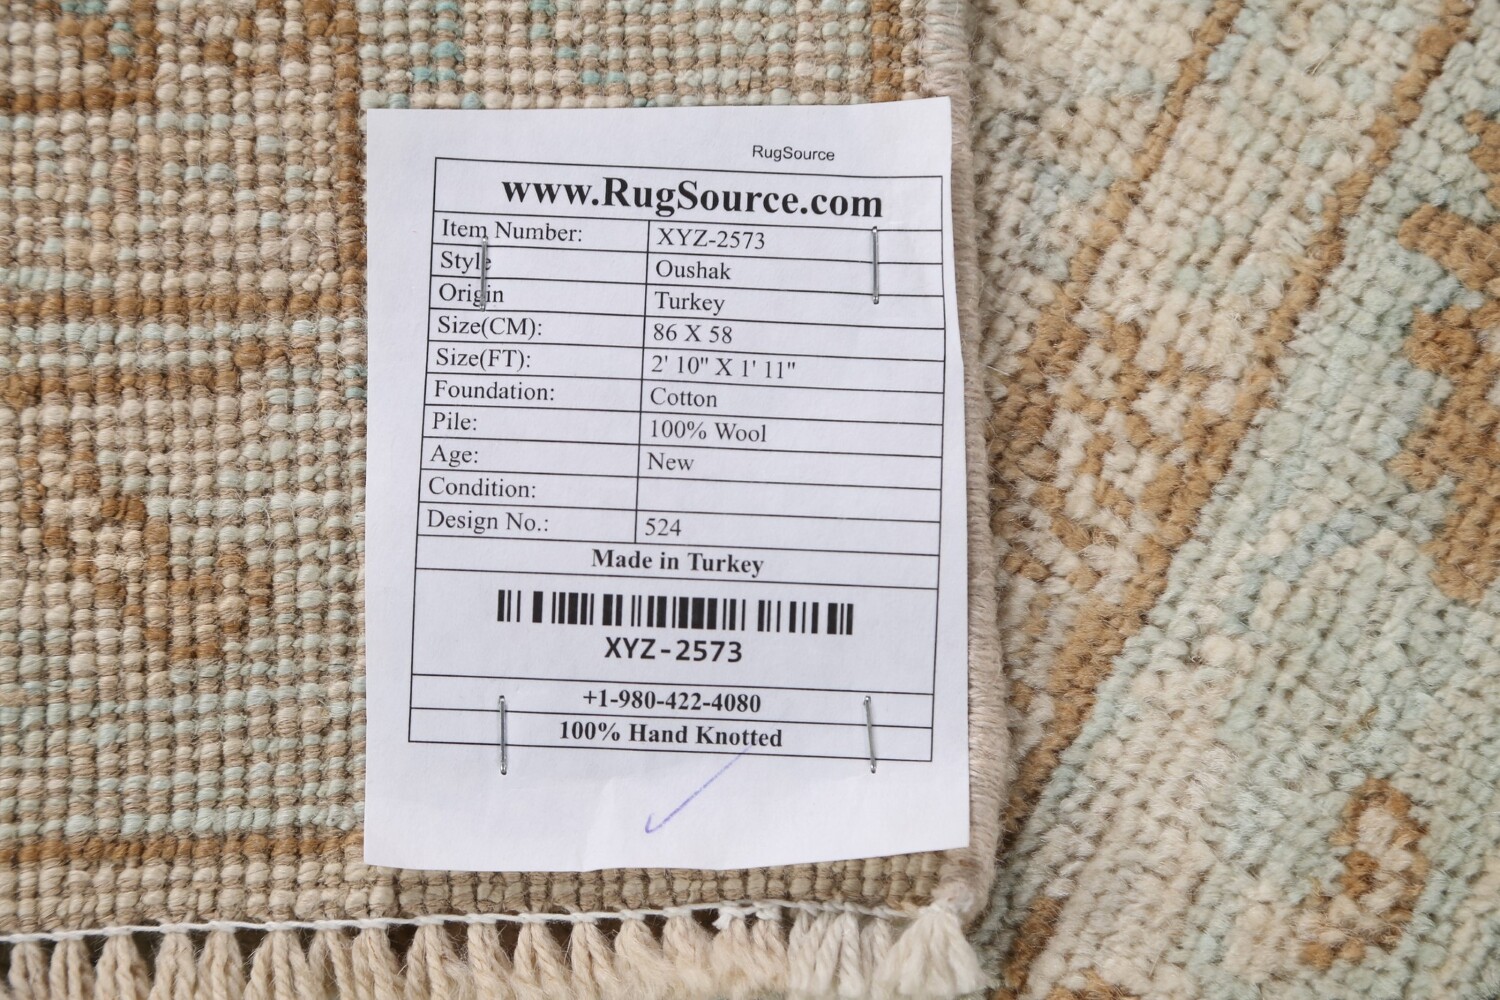 RugSource
www.RugSource.com
Item Number: XYZ-2573
Style Oushak
Origin Turkey
Size(CM): 86 X 58
Size(FT): 2' 10" X 1' 11"
Foundation: Cotton
Pile: 100% Wool
Age: New
Condition:
Design No.: 524
Made in Turkey
XYZ-2573
+1-980-422-4080
100% Hand Knotted